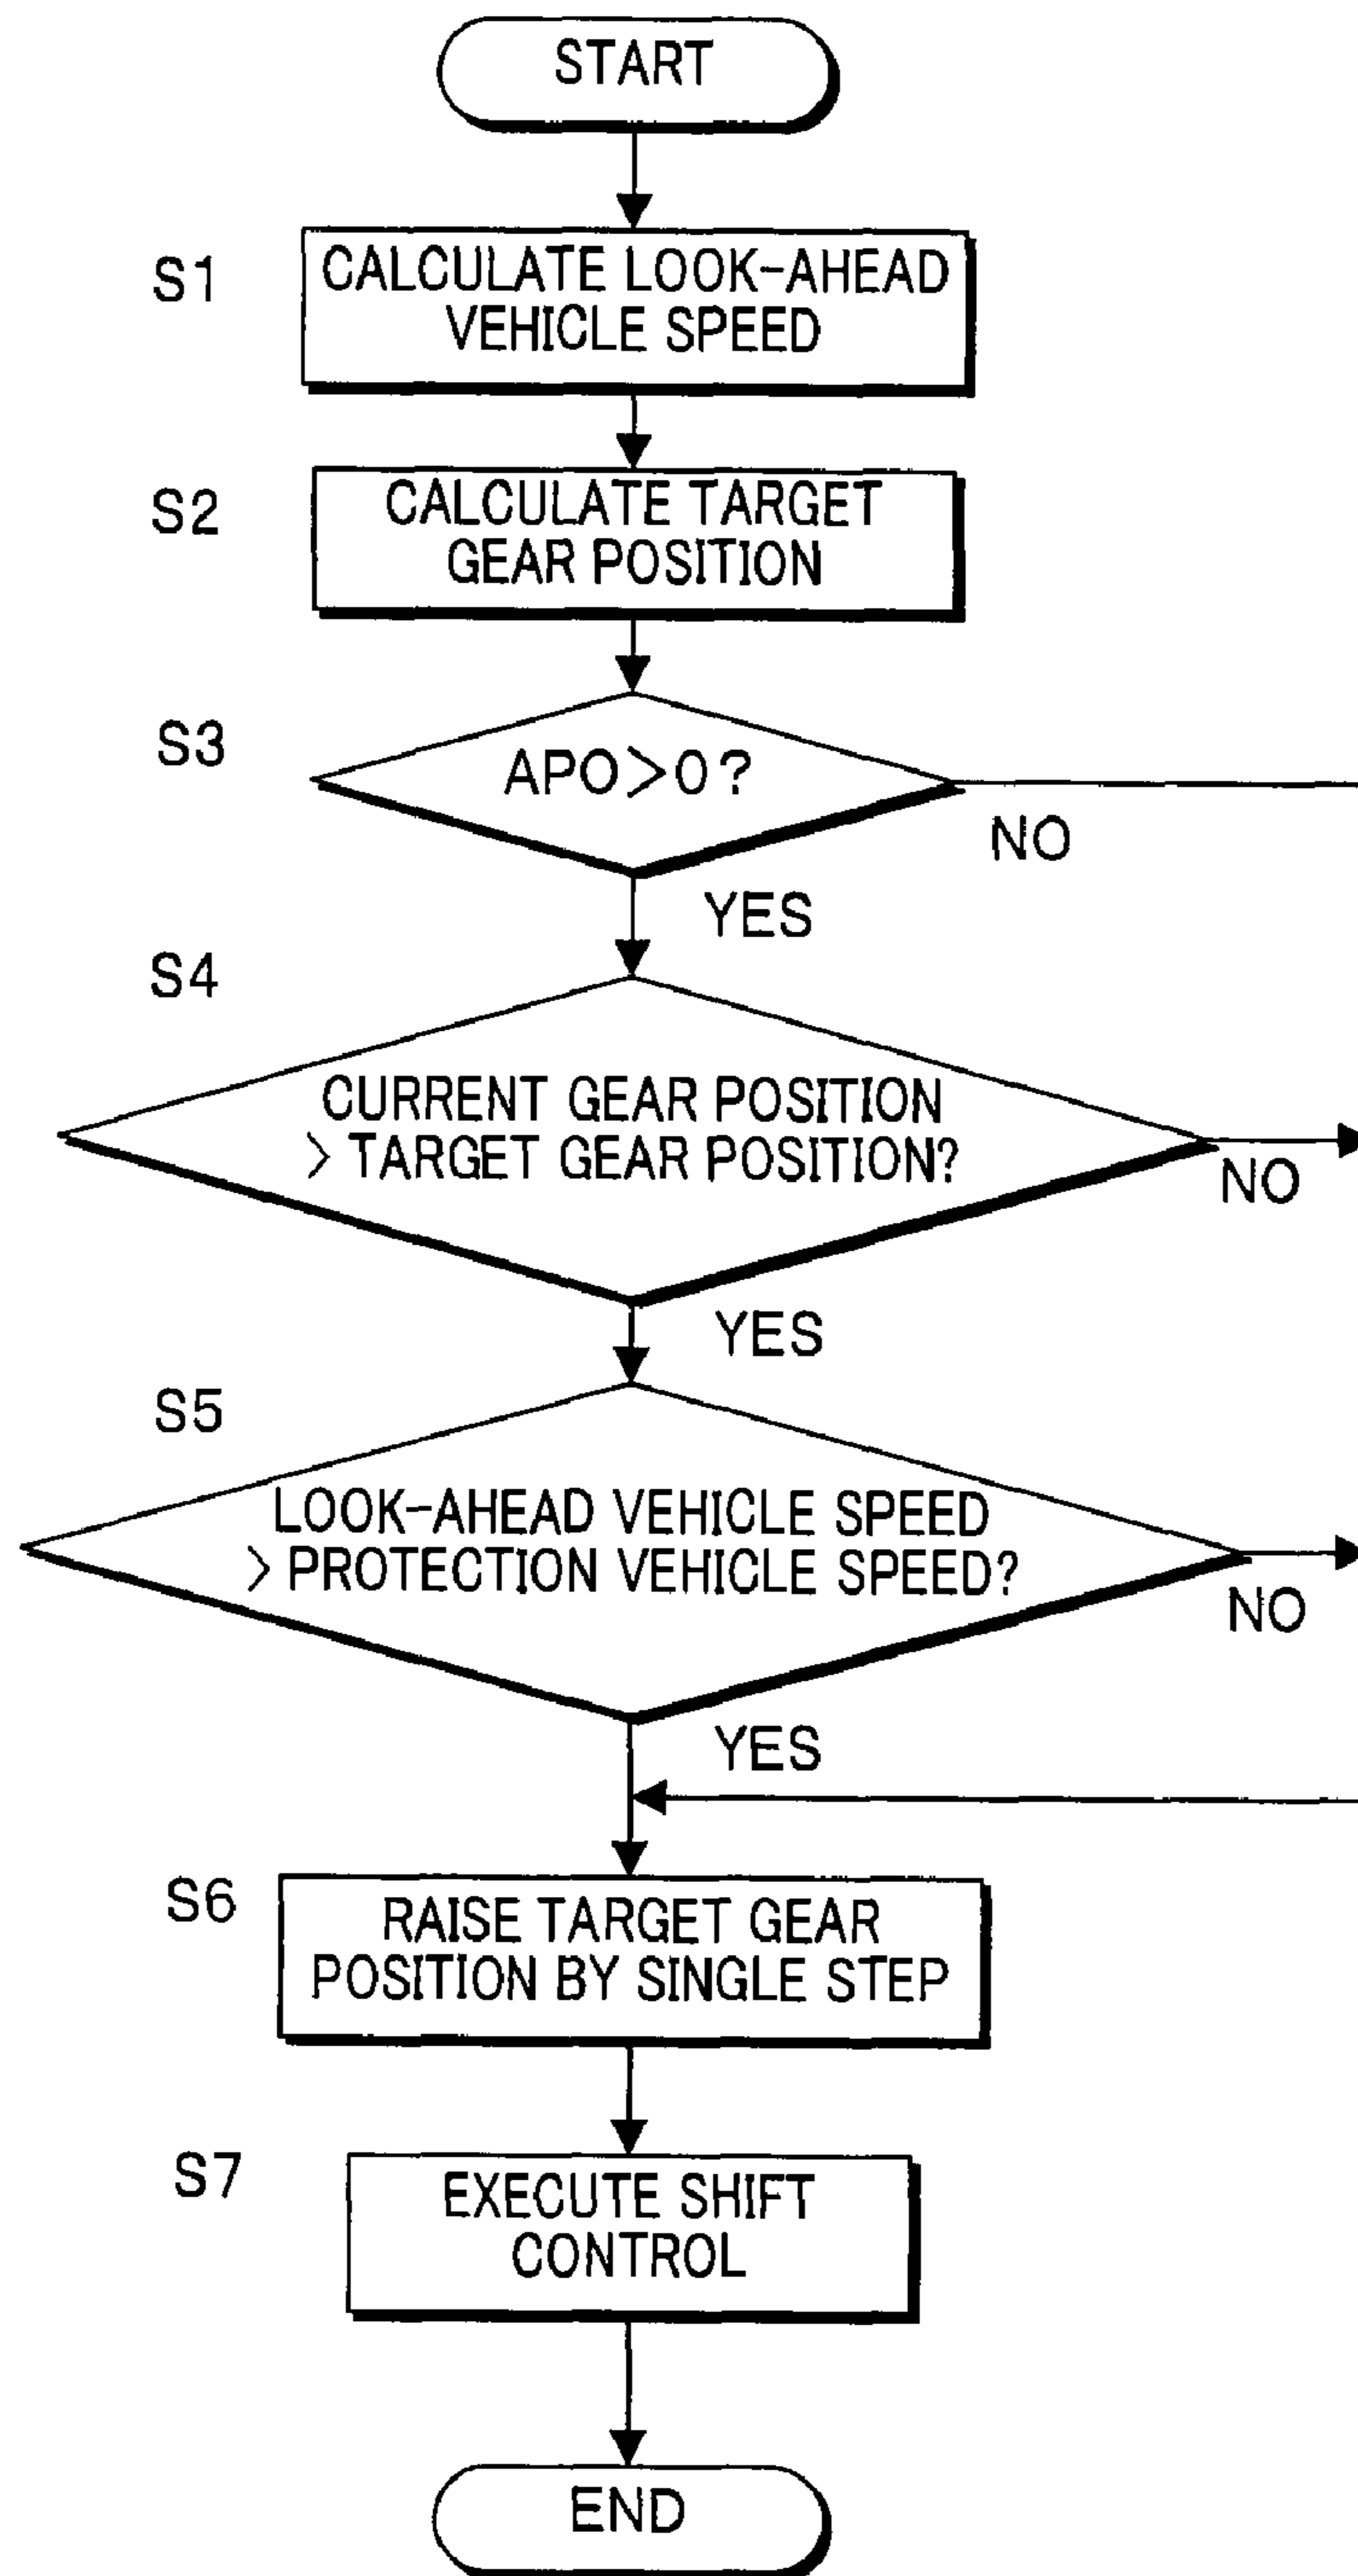 START
S1
CALCULATE LOOK-AHEAD
VEHICLE SPEED
S2
CALCULATE TARGET
GEAR POSITION
S3
APO>0?
NO
YES
S4
CURRENT GEAR POSITION
> TARGET GEAR POSITION?
NO
YES
S5
LOOK-AHEAD VEHICLE SPEED
> PROTECTION VEHICLE SPEED?
NO
YES
S6
RAISE TARGET GEAR
POSITION BY SINGLE STEP
S7
EXECUTE SHIFT
CONTROL
END